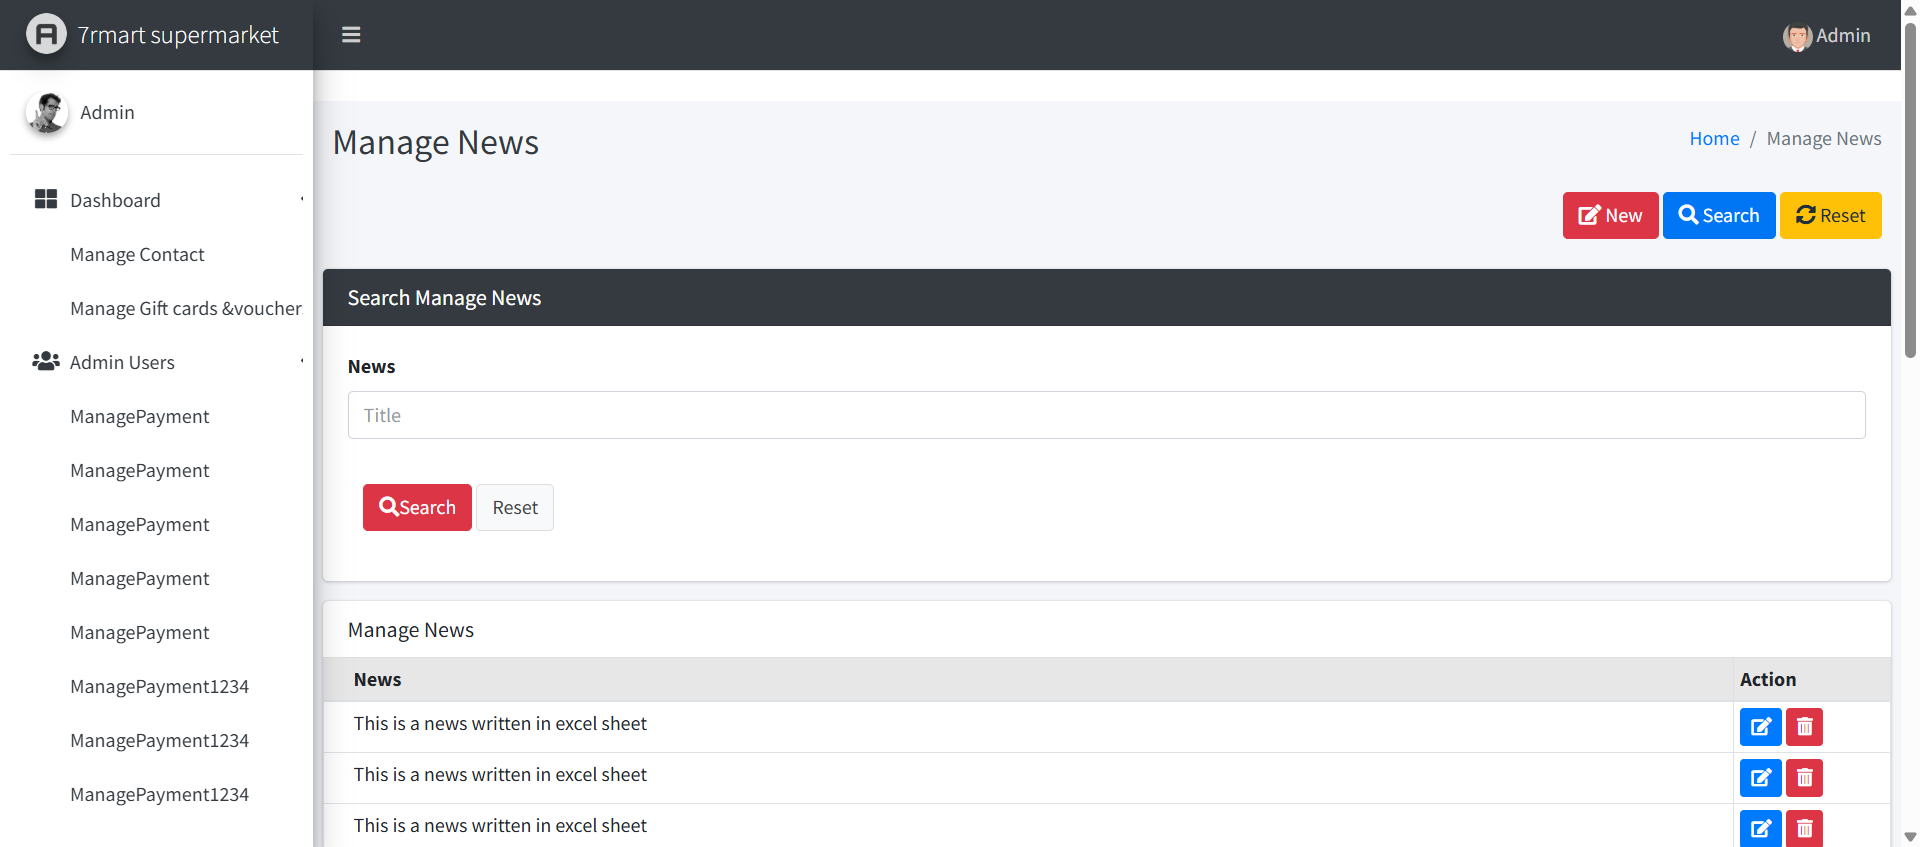 7rmart supermarket
Admin
Admin
Dashboard
Manage Contact
Manage Gift cards &voucher
Admin Users
ManagePayment
ManagePayment
ManagePayment
ManagePayment
ManagePayment
ManagePayment1234
ManagePayment1234
ManagePayment1234
Manage News
Home / Manage News
New Search Reset
Search Manage News
News
Title
Search Reset
Manage News
News Action
This is a news written in excel sheet
This is a news written in excel sheet
This is a news written in excel sheet